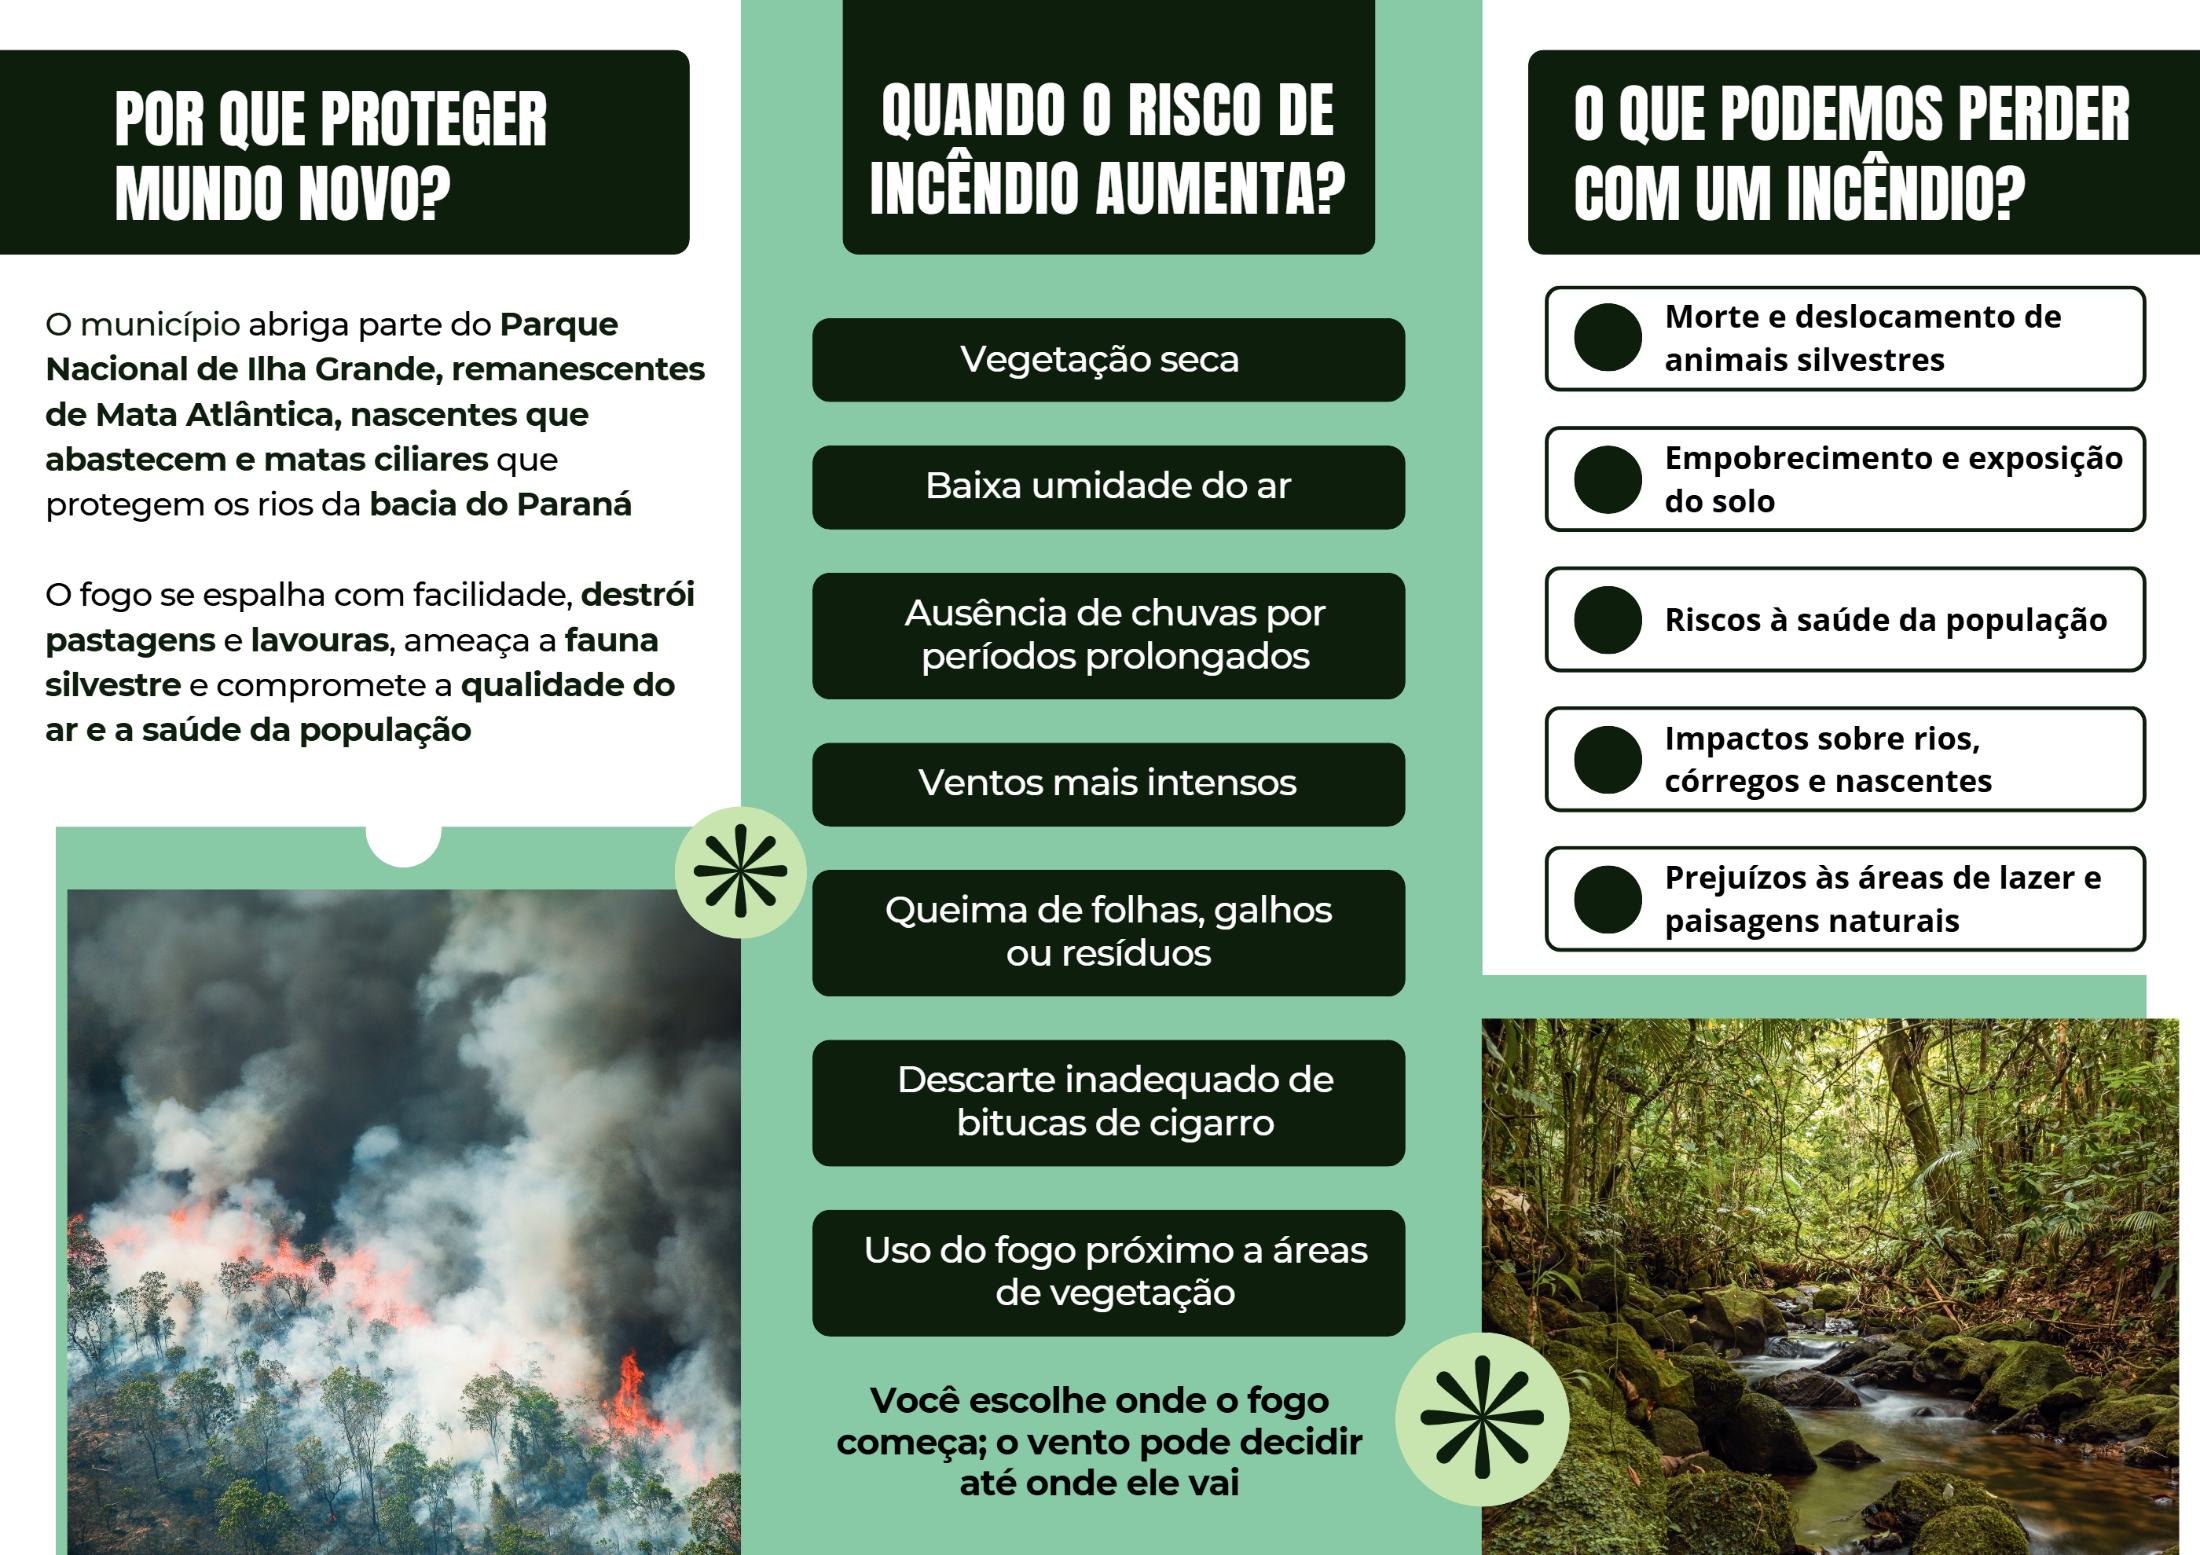 POR QUE PROTEGER
MUNDO NOVO?
O município abriga parte do Parque
Nacional de Ilha Grande, remanescentes
de Mata Atlântica, nascentes que
abastecem e matas ciliares que
protegem os rios da bacia do Paraná
O fogo se espalha com facilidade, destrói
pastagens e lavouras, ameaça a fauna
silvestre e compromete a qualidade do
ar e a saúde da população
QUANDO O RISCO DE
INCÊNDIO AUMENTA?
Vegetação seca
Baixa umidade do ar
Ausência de chuvas por
períodos prolongados
Ventos mais intensos
Queima de folhas, galhos
ou resíduos
Descarte inadequado de
bitucas de cigarro
Uso do fogo próximo a áreas
de vegetação
Você escolhe onde o fogo
começa; o vento pode decidir
até onde ele vai
O QUE PODEMOS PERDER
COM UM INCÊNDIO?
Morte e deslocamento de
animais silvestres
Empobrecimento e exposição
do solo
Riscos à saúde da população
Impactos sobre rios,
córregos e nascentes
Prejuízos às áreas de lazer e
paisagens naturais